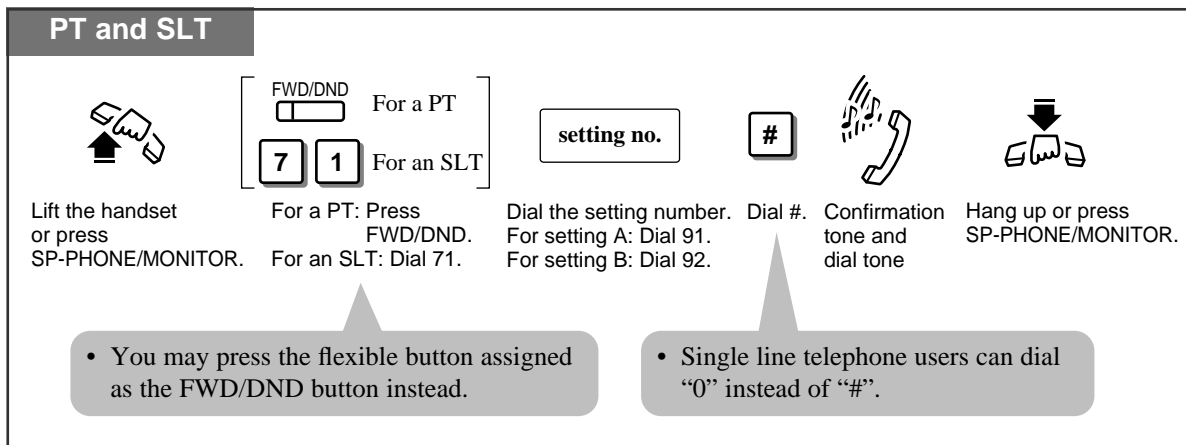 PT and SLT
FWD/DND
For a PT
7 1 For an SLT
setting no.
#
Lift the handset
or press
SP-PHONE/MONITOR.
For a PT: Press
FWD/DND.
For an SLT: Dial 71.
Dial the setting number.
For setting A: Dial 91.
For setting B: Dial 92.
Dial #.
Confirmation
tone and
dial tone
Hang up or press
SP-PHONE/MONITOR.
• You may press the flexible button assigned
as the FWD/DND button instead.
• Single line telephone users can dial
“0” instead of “#”.